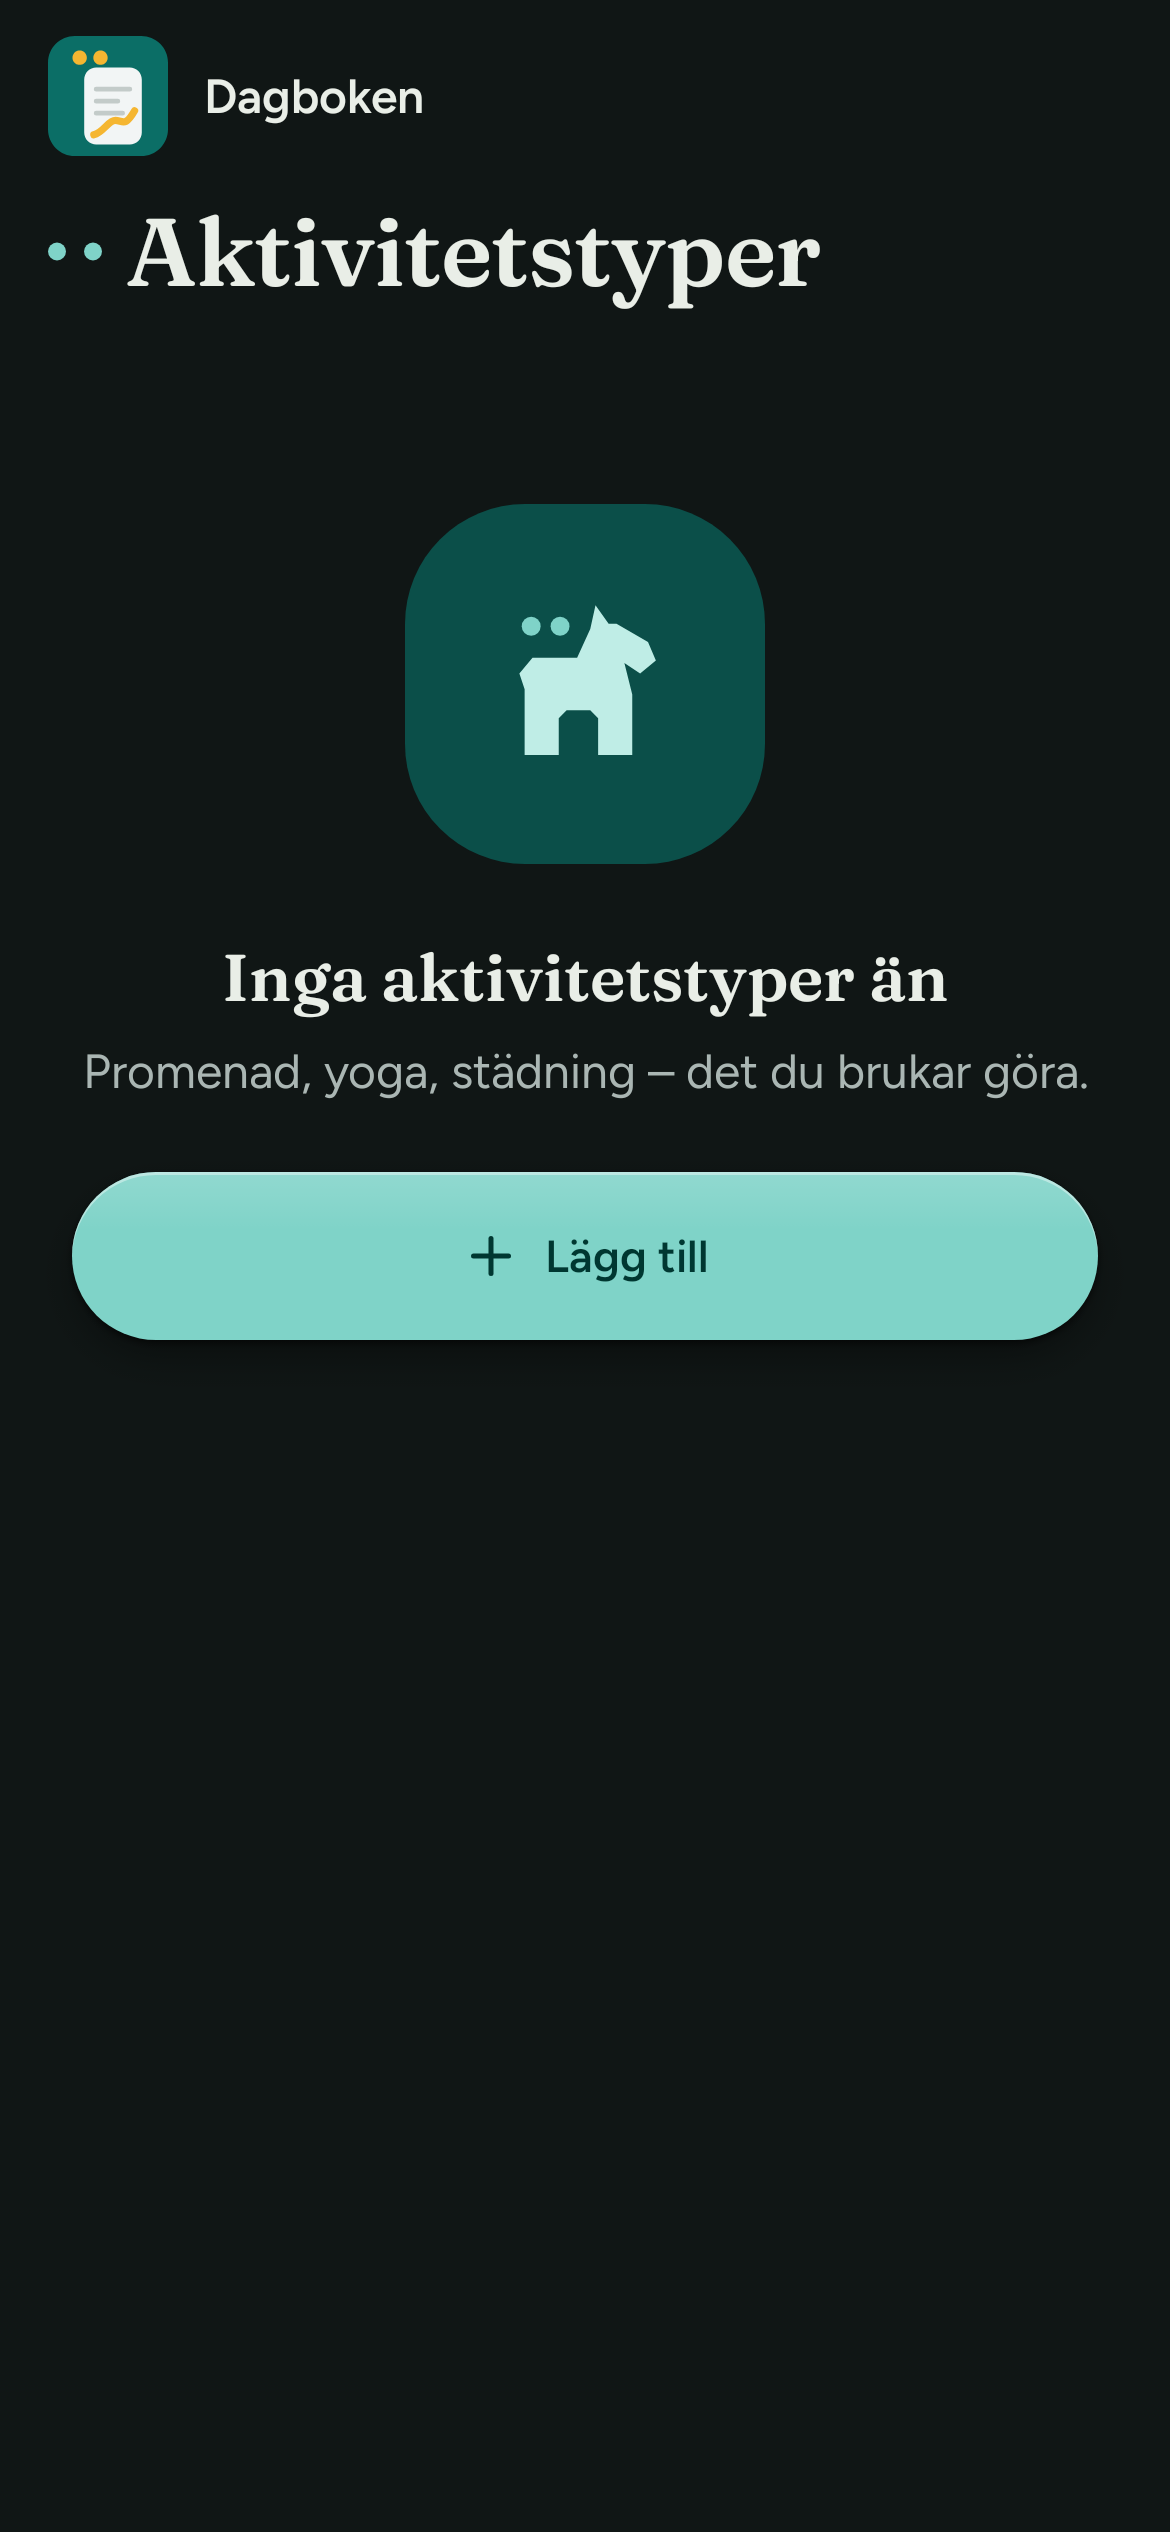 Dagboken
Aktivitetstyper
Inga aktivitetstyper än
Promenad, yoga, städning – det du brukar göra.
Lägg till